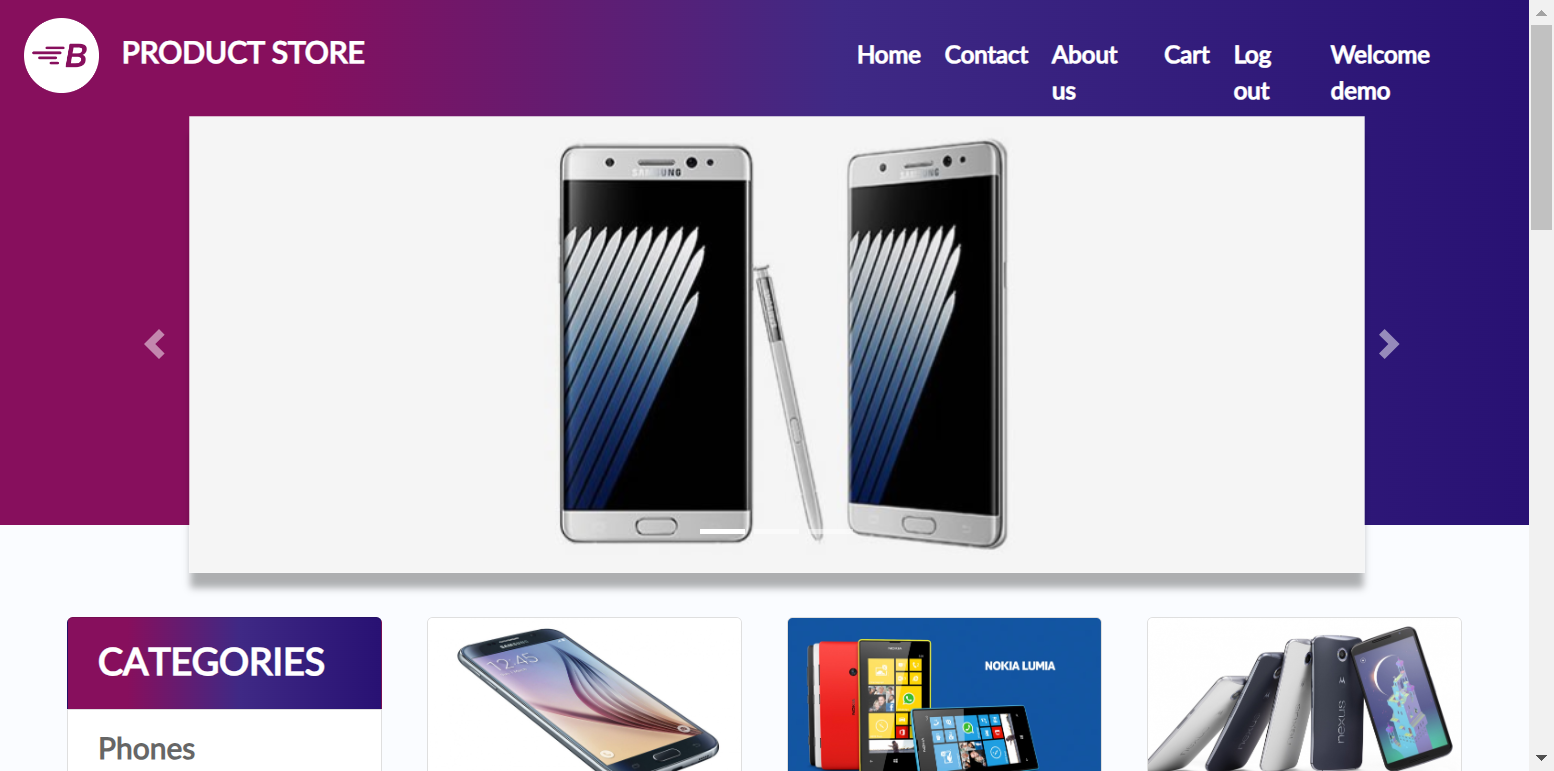 B PRODUCT STORE
Home Contact About us Cart Log out Welcome demo
SAMSUNG SAMSUNG
CATEGORIES
Phones
SAMSUNG
12:45
NOKIA LUMIA
nexus